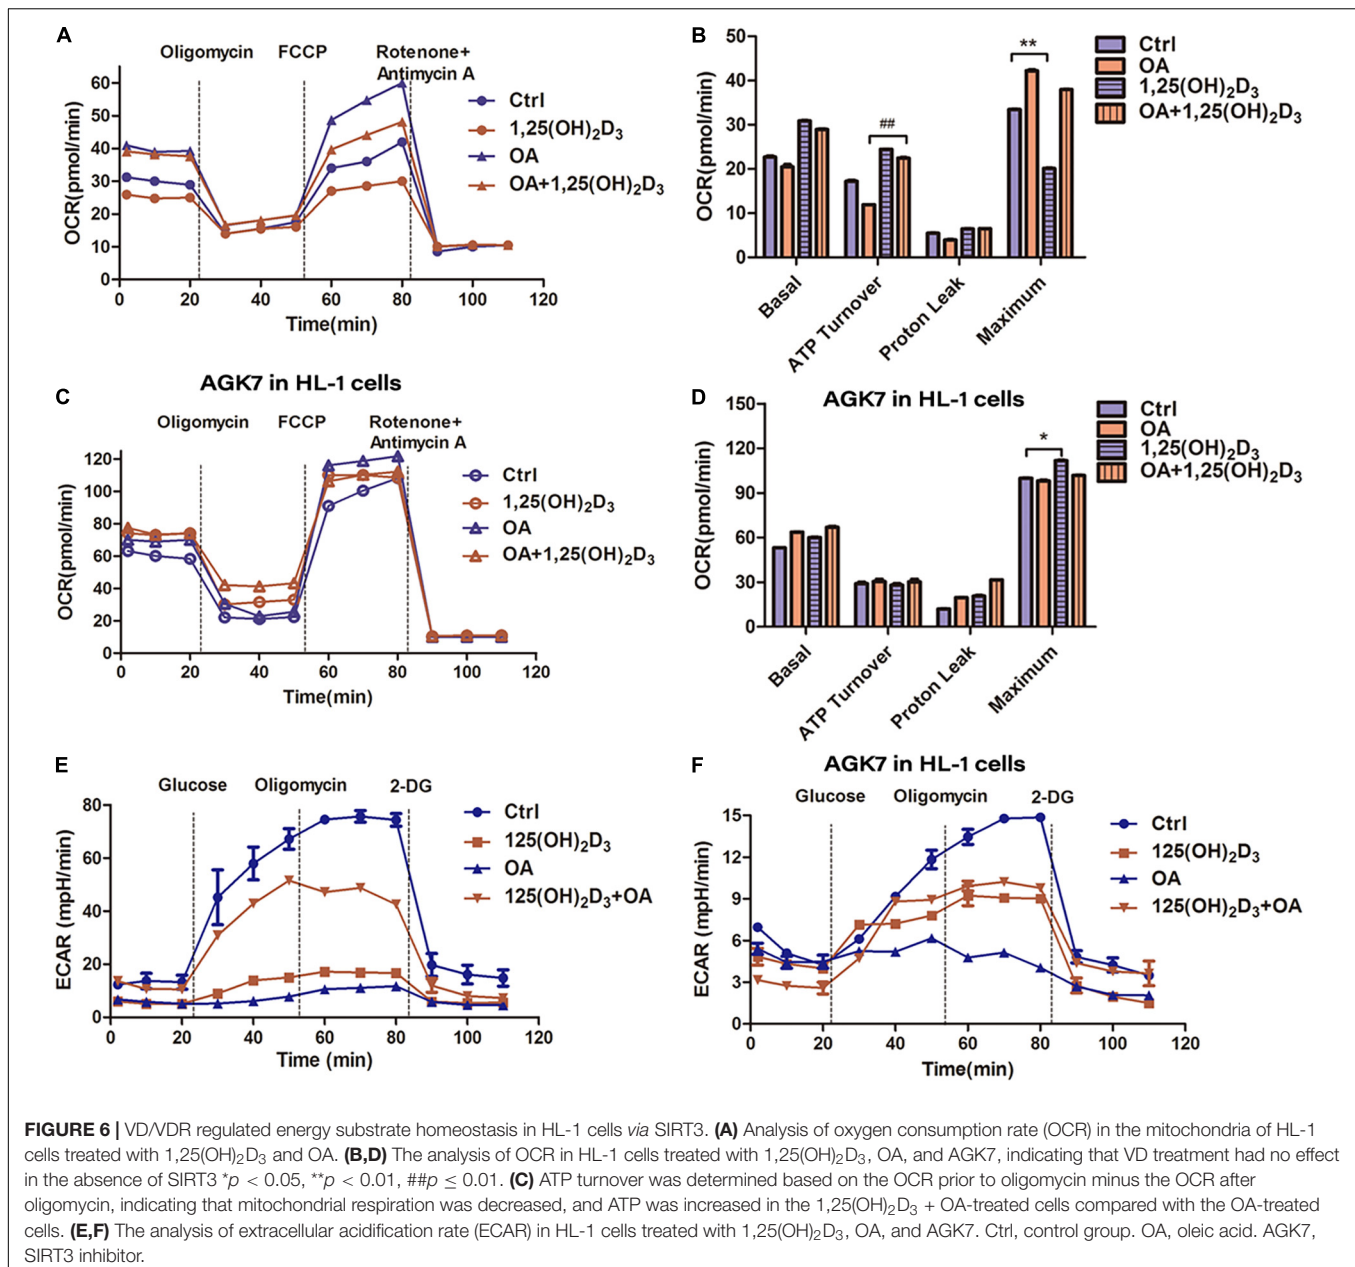 A
Oligomycin FCCP Rotenone+
Antimycin A
OCR(pmol/min)
60
50
40
30
20
10
0
0 20 40 60 80 100 120
Time(min)
Ctrl
1,25(OH)₂D₃
OA
OA+1,25(OH)₂D₃
B
OCR(pmol/min)
50
40
30
20
10
0
**
##
Basal
ATP Turnover
Proton Leak
Maximum
Ctrl
OA
1,25(OH)₂D₃
OA+1,25(OH)₂D₃
AGK7 in HL-1 cells
C
Oligomycin FCCP Rotenone+
Antimycin A
OCR(pmol/min)
120
100
80
60
40
20
0
0 20 40 60 80 100 120
Time(min)
Ctrl
1,25(OH)₂D₃
OA
OA+1,25(OH)₂D₃
D
AGK7 in HL-1 cells
OCR(pmol/min)
150
120
90
60
30
0
*
Basal
ATP Turnover
Proton Leak
Maximum
Ctrl
OA
1,25(OH)₂D₃
OA+1,25(OH)₂D₃
E
Glucose Oligomycin 2-DG
ECAR (mpH/min)
80
60
40
20
0
0 20 40 60 80 100 120
Time (min)
Ctrl
125(OH)₂D₃
OA
125(OH)₂D₃+OA
F
AGK7 in HL-1 cells
Glucose Oligomycin 2-DG
ECAR (mpH/min)
15
12
9
6
3
0
0 20 40 60 80 100 120
Time(min)
Ctrl
125(OH)₂D₃
OA
125(OH)₂D₃+OA
FIGURE 6 | VD/VDR regulated energy substrate homeostasis in HL-1 cells via SIRT3. (A) Analysis of oxygen consumption rate (OCR) in the mitochondria of HL-1
cells treated with 1,25(OH)₂D₃ and OA. (B,D) The analysis of OCR in HL-1 cells treated with 1,25(OH)₂D₃, OA, and AGK7, indicating that VD treatment had no effect
in the absence of SIRT3 *p < 0.05, **p < 0.01, ##p ≤ 0.01. (C) ATP turnover was determined based on the OCR prior to oligomycin minus the OCR after
oligomycin, indicating that mitochondrial respiration was decreased, and ATP was increased in the 1,25(OH)₂D₃ + OA-treated cells compared with the OA-treated
cells. (E,F) The analysis of extracellular acidification rate (ECAR) in HL-1 cells treated with 1,25(OH)₂D₃, OA, and AGK7. Ctrl, control group. OA, oleic acid. AGK7,
SIRT3 inhibitor.